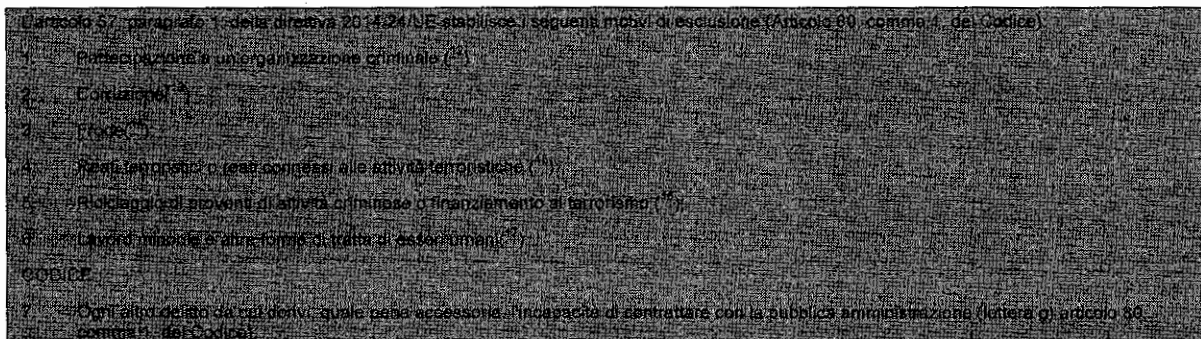 L'articolo 57, paragrafo 1, della direttiva 2014/24/UE stabilisce i seguenti motivi di esclusione (Articolo 80, comma 1, del Codice):
1. Partecipazione a un'organizzazione criminale (
2. Corruzione(
3. Frode(
4. Reati terroristici o reati connessi alle attività terroristiche (
5. Riciclaggio di proventi di attività criminose o finanziamento al terrorismo (
6. Lavoro minorile e altre forme di tratta di esseri umani(
CODICE
7. Ogni altro delitto da cui derivi, quale pena accessoria, l'incapacità di contrattare con la pubblica amministrazione (lettera g) articolo 80,
comma 1, del Codice);